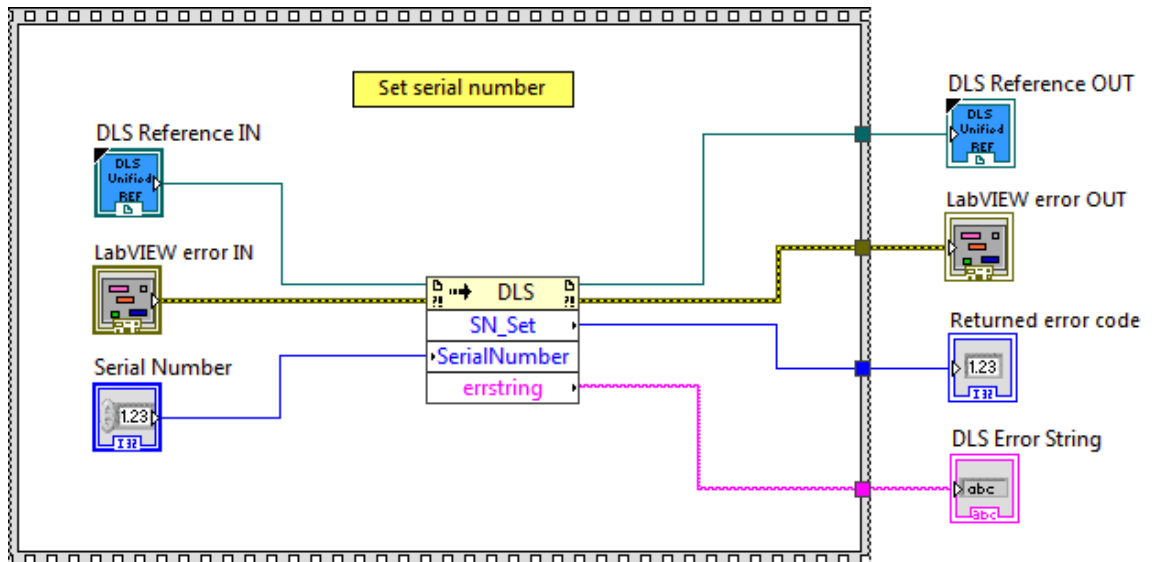 Set serial number
DLS Reference IN
DLS
Unified
REF
LabVIEW error IN
?!
DLS
?!
SN_Set
SerialNumber
errstring
Serial Number
1.23
I32
DLS Reference OUT
DLS
Unified
REF
LabVIEW error OUT
Returned error code
1.23
I32
DLS Error String
abc
abc